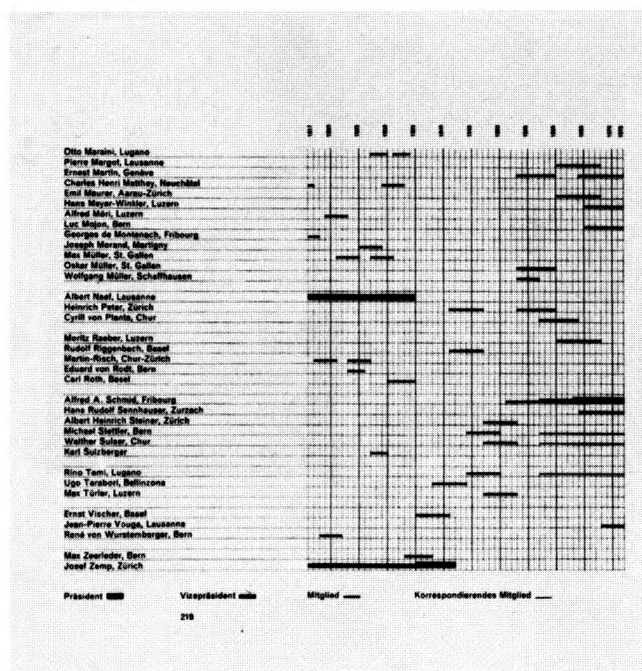 Otto Maraini, Lugano
Pierre Margot, Lausanne
Ernest Martin, Genève
Charles Henri Matthey, Neuchâtel
Emil Maurer, Aarau-Zürich
Hans Meyer-Winkler, Luzern
Alfred Möri, Luzern
Luc Mojon, Bern
Georges de Montenach, Fribourg
Joseph Morand, Martigny
Max Müller, St. Gallen
Oskar Müller, St. Gallen
Wolfgang Müller, Schaffhausen
Albert Naef, Lausanne
Heinrich Peter, Zürich
Cyrill von Planta, Chur
Moritz Raeber, Luzern
Rudolf Riggenbach, Basel
Martin-Risch, Chur-Zürich
Eduard von Rodt, Bern
Carl Roth, Basel
Alfred A. Schmid, Fribourg
Hans Rudolf Sennhauser, Zurzach
Albert Heinrich Steiner, Zürich
Michael Stettler, Bern
Walther Sulser, Chur
Karl Sulzberger
Rino Tami, Lugano
Ugo Tarabori, Bellinzona
Max Türler, Luzern
Ernst Vischer, Basel
Jean-Pierre Vouga, Lausanne
René von Wurstemberger, Bern
Max Zeerleder, Bern
Josef Zemp, Zürich
Präsident Vizepräsident Mitglied Korrespondierendes Mitglied
219